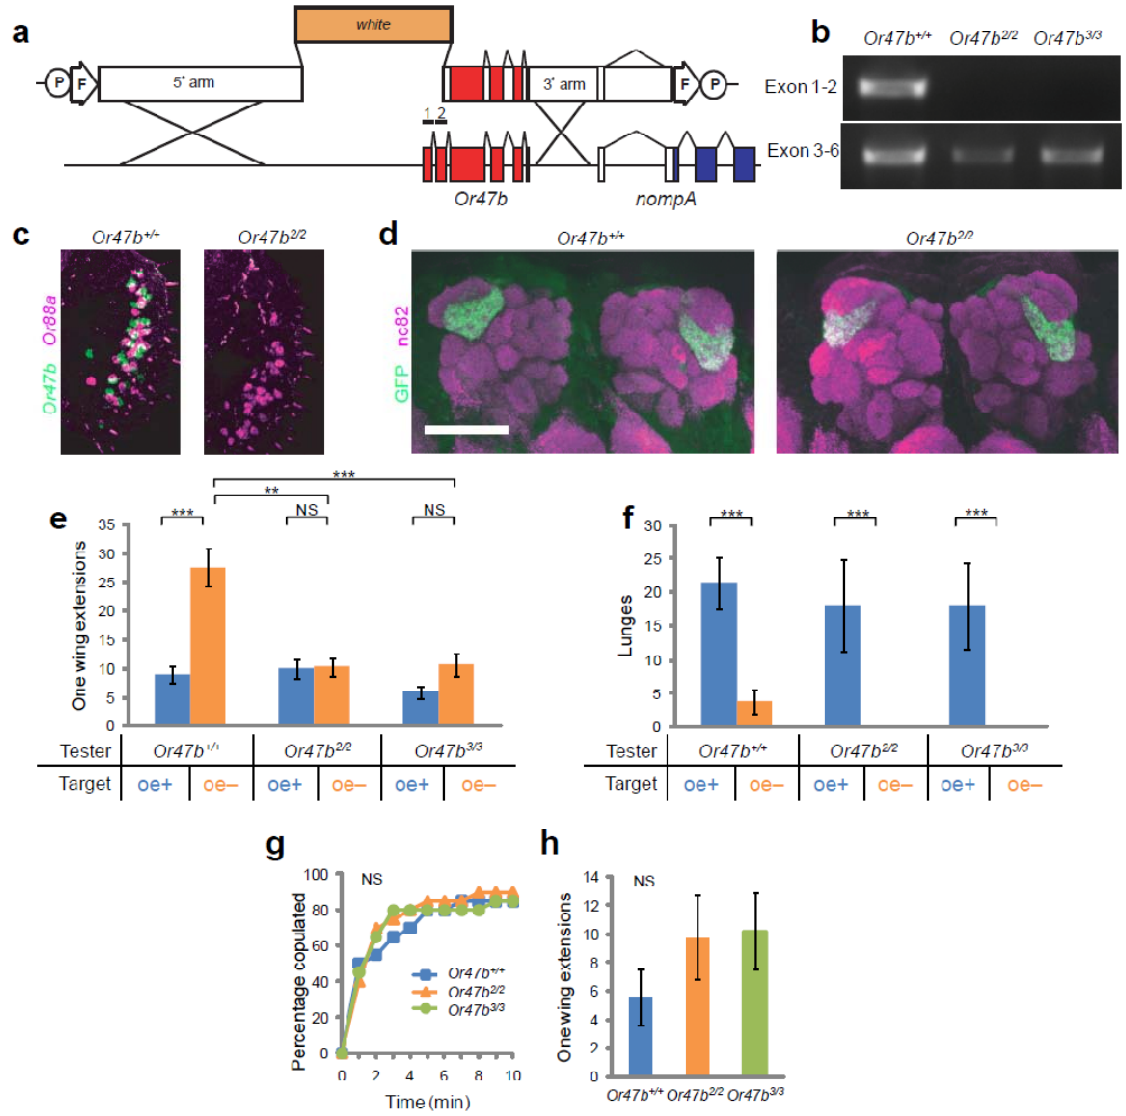 a
white
P
F
5' arm
3' arm
F
P
1 2
Or47b
nompA
b
Or47b+/+ Or47b2/2 Or47b3/3
Exon 1-2
Exon 3-6
c
Or47b+/+ Or47b2/2
Or47b Or88a
d
Or47b+/+ Or47b2/2
GFP nc82
e
***
**
*** NS NS
One wing extensions
35
30
25
20
15
10
5
0
Tester Or47b+/+ Or47b2/2 Or47b3/3
Target oe+ oe– oe+ oe– oe+ oe–
f
*** *** ***
Lunges
30
25
20
15
10
5
0
Tester Or47b+/+ Or47b2/2 Or47b3/3
Target oe+ oe– oe+ oe– oe+ oe–
g
NS
Percentage copulated
100
80
60
40
20
0
Or47b+/+
Or47b2/2
Or47b3/3
0 2 4 6 8 10
Time (min)
h
NS
One wing extensions
14
12
10
8
6
4
2
0
Or47b+/+ Or47b2/2 Or47b3/3